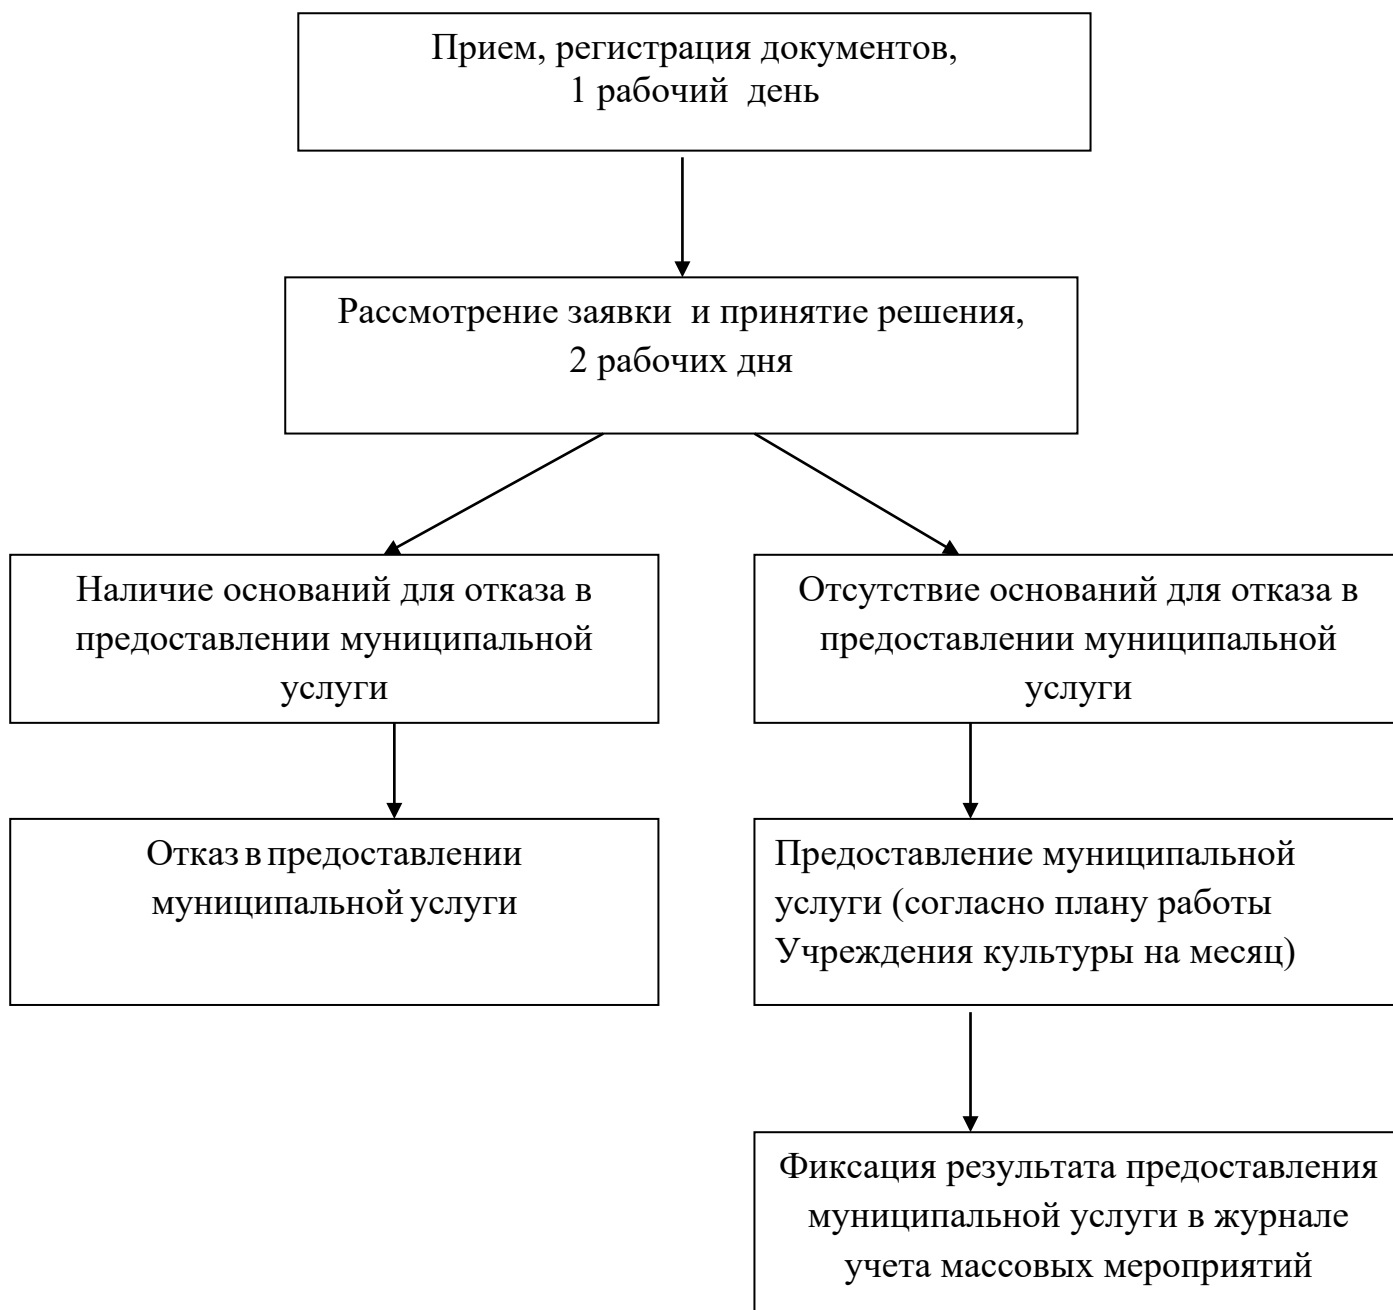 Прием, регистрация документов,
1 рабочий день
Рассмотрение заявки и принятие решения,
2 рабочих дня
Наличие оснований для отказа в
предоставлении муниципальной
услуги
Отсутствие оснований для отказа в
предоставлении муниципальной
услуги
Отказ в предоставлении
муниципальной услуги
Предоставление муниципальной
услуги (согласно плану работы
Учреждения культуры на месяц)
Фиксация результата предоставления
муниципальной услуги в журнале
учета массовых мероприятий